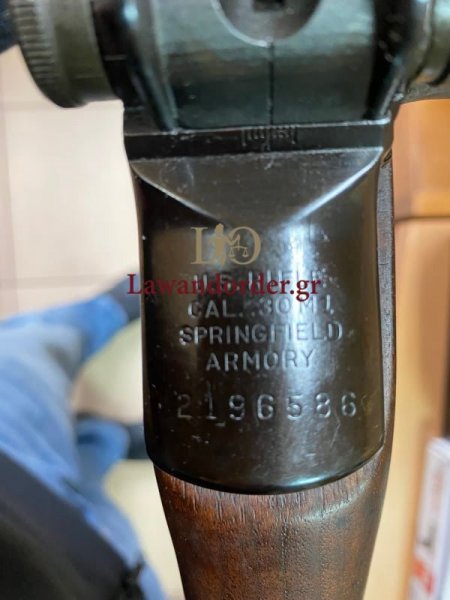 U.S. RIFLE
Lawandorder.gr
CAL. .30 M1
SPRINGFIELD
ARMORY
2196586